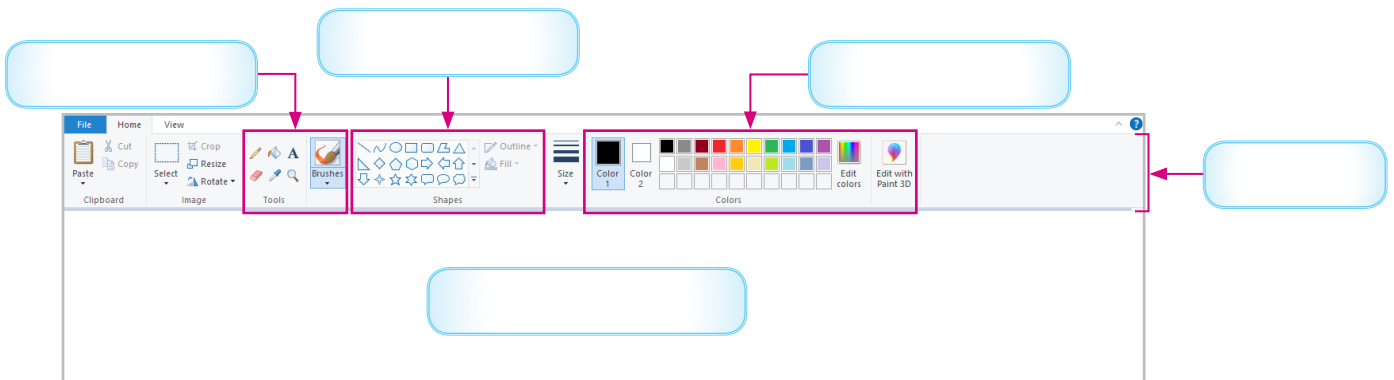 File Home View
Cut
Copy
Paste
Clipboard
Crop
Resize
Rotate
Select
Image
A
Tools
Brushes
Outline
Fill
Shapes
Size
Color 1
Color 2
Edit colors
Colors
Edit with Paint 3D
?